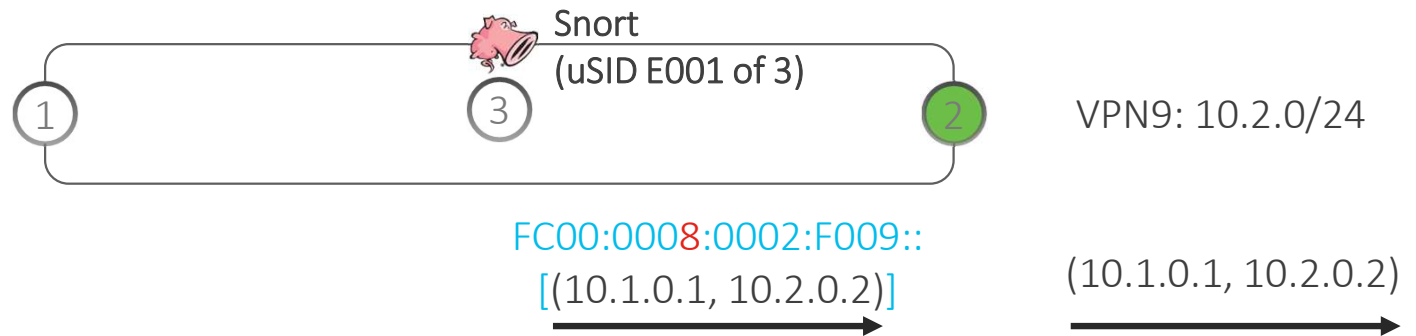 Snort
(uSID E001 of 3)
1
3
2
VPN9: 10.2.0/24
FC00:0008:0002:F009::
[(10.1.0.1, 10.2.0.2)]
(10.1.0.1, 10.2.0.2)